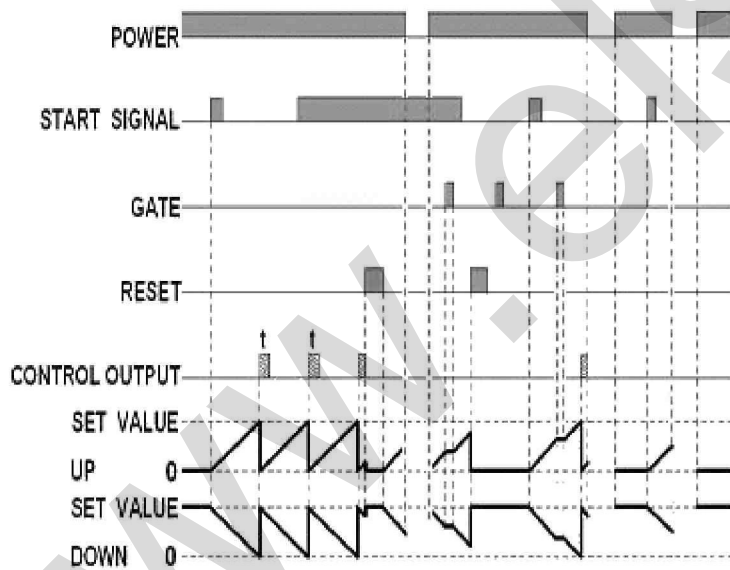 POWER
START SIGNAL
GATE
RESET
t t
CONTROL OUTPUT
SET VALUE
UP 0
SET VALUE
DOWN 0